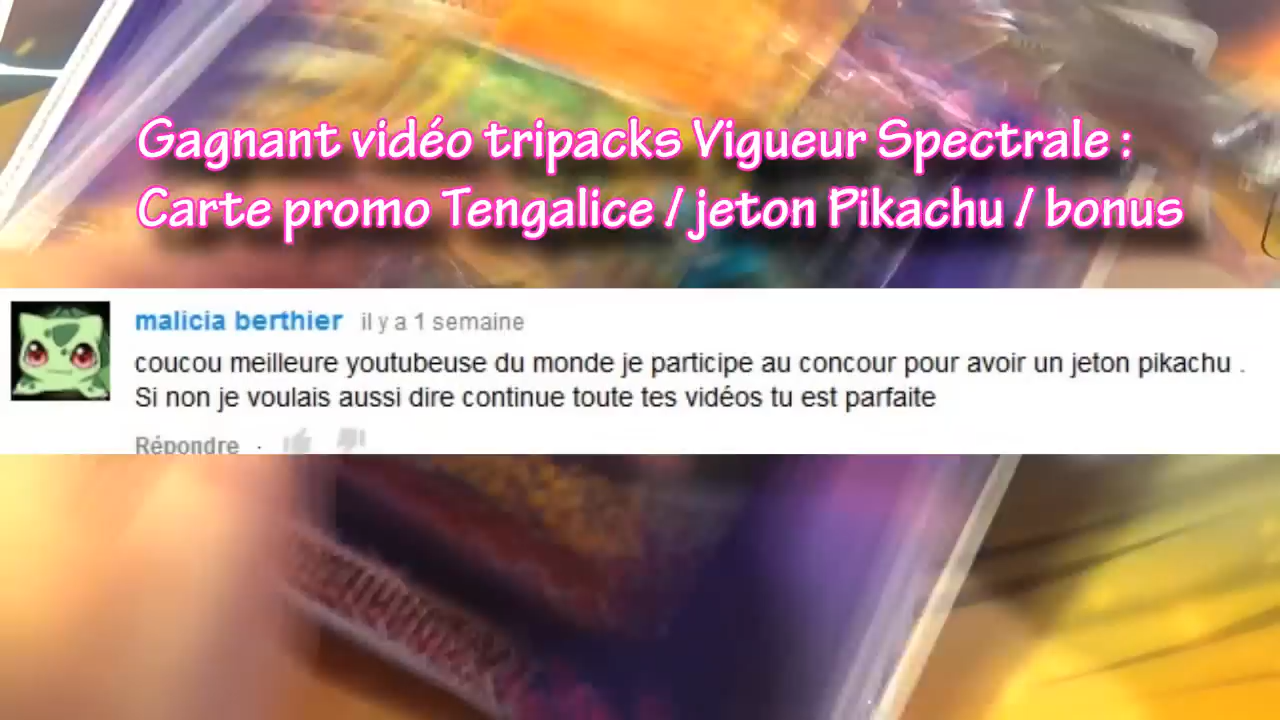 Gagnant vidéo tripacks Vigueur Spectrale :
Carte promo Tengalice / jeton Pikachu / bonus
malicia berthier il y a 1 semaine
coucou meilleure youtubeuse du monde je participe au concour pour avoir un jeton pikachu .
Si non je voulais aussi dire continue toute tes vidéos tu est parfaite
Répondre ·